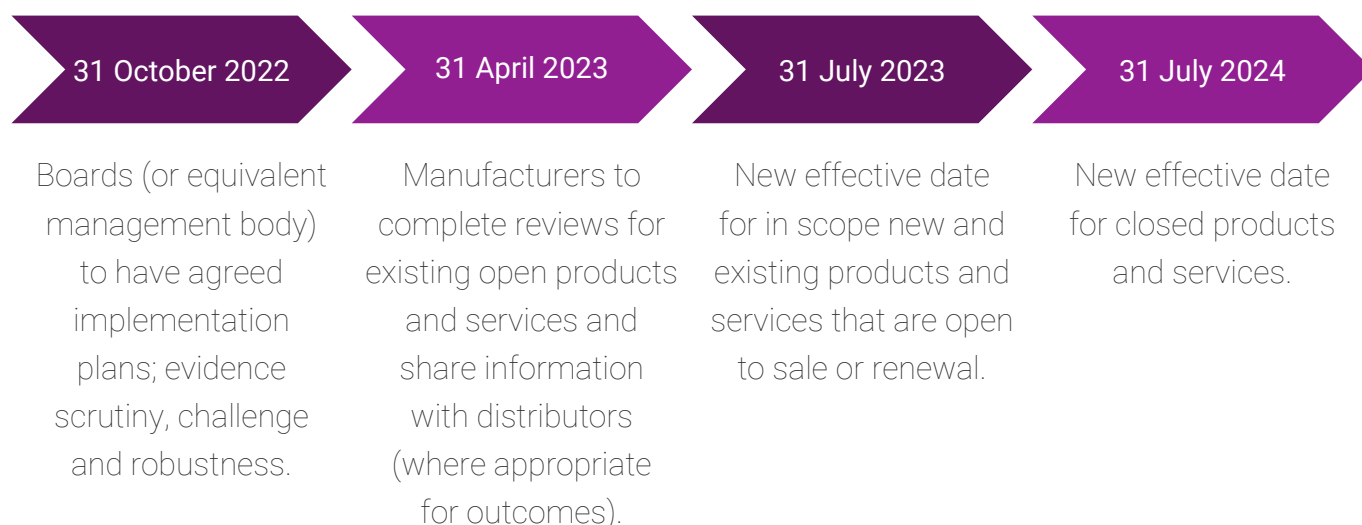 31 October 2022
Boards (or equivalent
management body)
to have agreed
implementation
plans; evidence
scrutiny, challenge
and robustness.
31 April 2023
Manufacturers to
complete reviews for
existing open products
and services and
share information
with distributors
(where appropriate
for outcomes).
31 July 2023
New effective date
for in scope new and
existing products and
services that are open
to sale or renewal.
31 July 2024
New effective date
for closed products
and services.